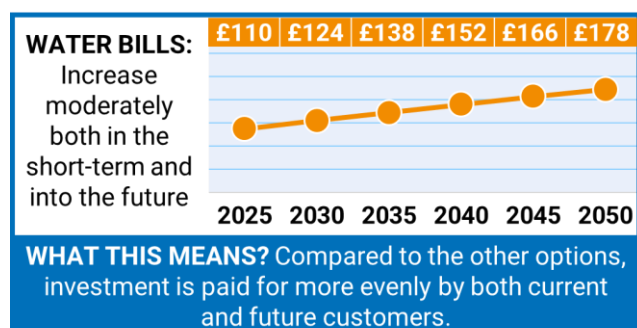 WATER BILLS:
Increase
moderately
both in the
short-term and
into the future
£110 £124 £138 £152 £166 £178
2025 2030 2035 2040 2045 2050
WHAT THIS MEANS? Compared to the other options,
investment is paid for more evenly by both current
and future customers.